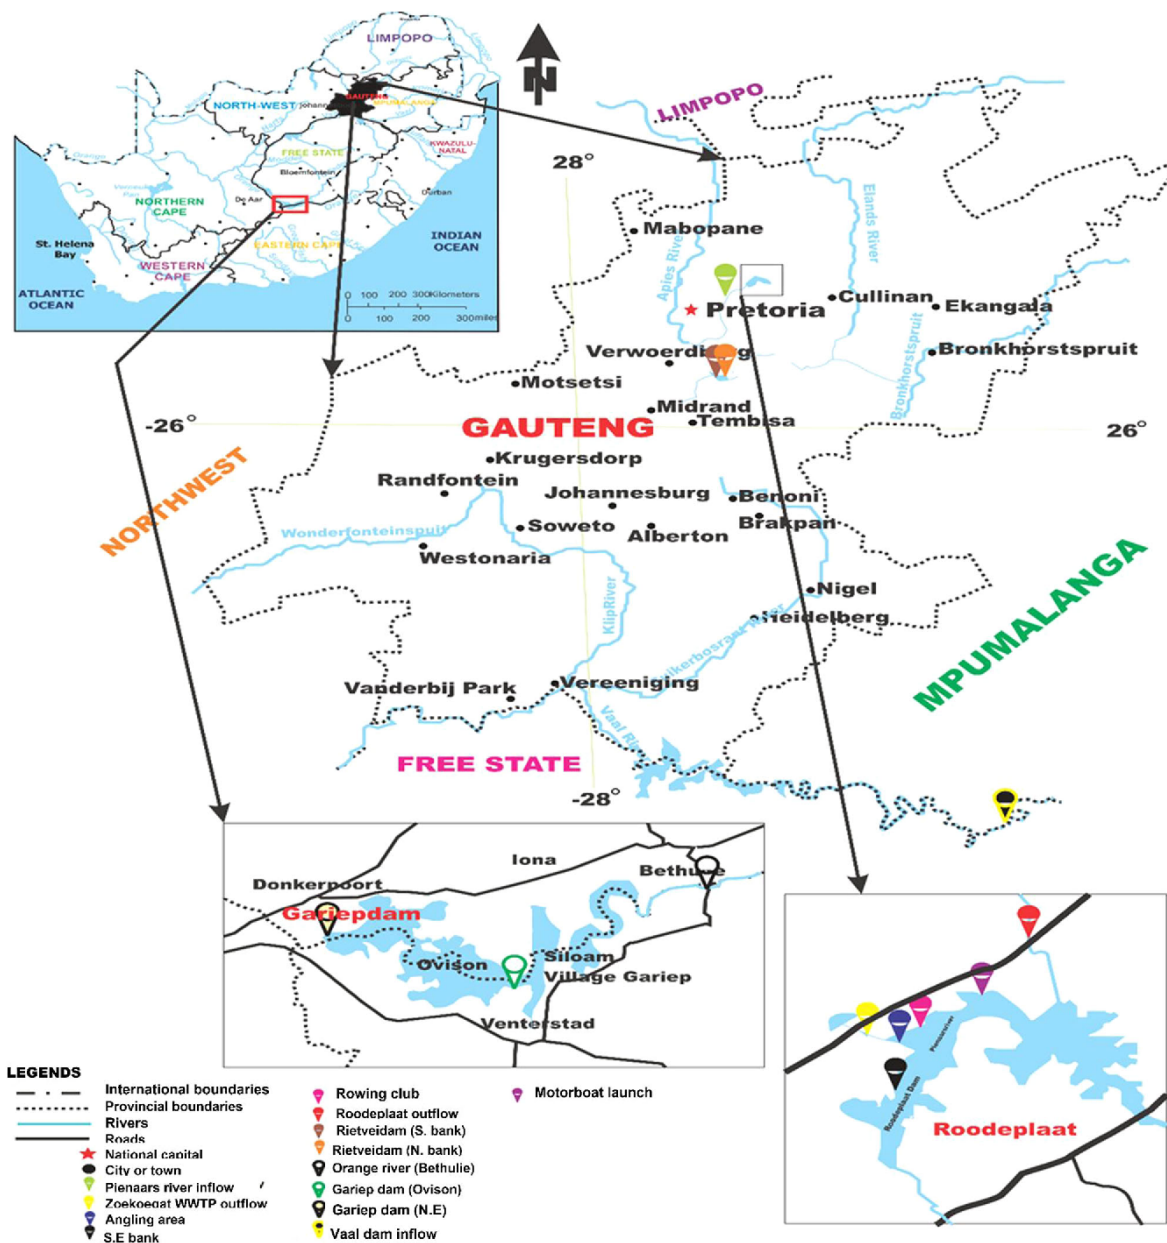 LIMPOPO
GAUTENG
NORTH-WEST
MPUMALANGA
FREE STATE
KWAZULU-
NATAL
Bloemfontein
De Aar
Durban
NORTHERN
CAPE
EASTERN CAPE
INDIAN
OCEAN
St. Helena
Bay
WESTERN
CAPE
ATLANTIC
OCEAN
0 100 200 300Kilometers
0 100 200 300miles
N
LIMPOPO
28°
Mabopane
Apies River
Elands River
Pretoria
Cullinan
Ekangala
Bronkhorstspruit
Bronkhorstspruit
Motsetsi
Midrand
Tembisa
-26°
GAUTENG
26°
NORTHWEST
Krugersdorp
Randfontein
Johannesburg
Benoni
Brakpan
Wonderfonteinspuit
Soweto
Alberton
Westonaria
Nigel
KlipRiver
Heidelberg
MPUMALANGA
Vanderbij Park
Vereeniging
FREE STATE
-28°
Iona
Donkerpoort
Bethulie
Gariepdam
Ovison
Siloam
Village Gariep
Venterstad
Pienaarsriver
Roodeplaat Dam
Roodeplaat
LEGENDS
International boundaries
Provincial boundaries
Rivers
Roads
National capital
City or town
Pienaars river inflow
Zoekoegat WWTP outflow
Angling area
S.E bank
Rowing club
Roodeplaat outflow
Rietveidam (S. bank)
Rietveidam (N. bank)
Orange river (Bethulie)
Gariep dam (Ovison)
Gariep dam (N.E)
Vaal dam inflow
Motorboat launch